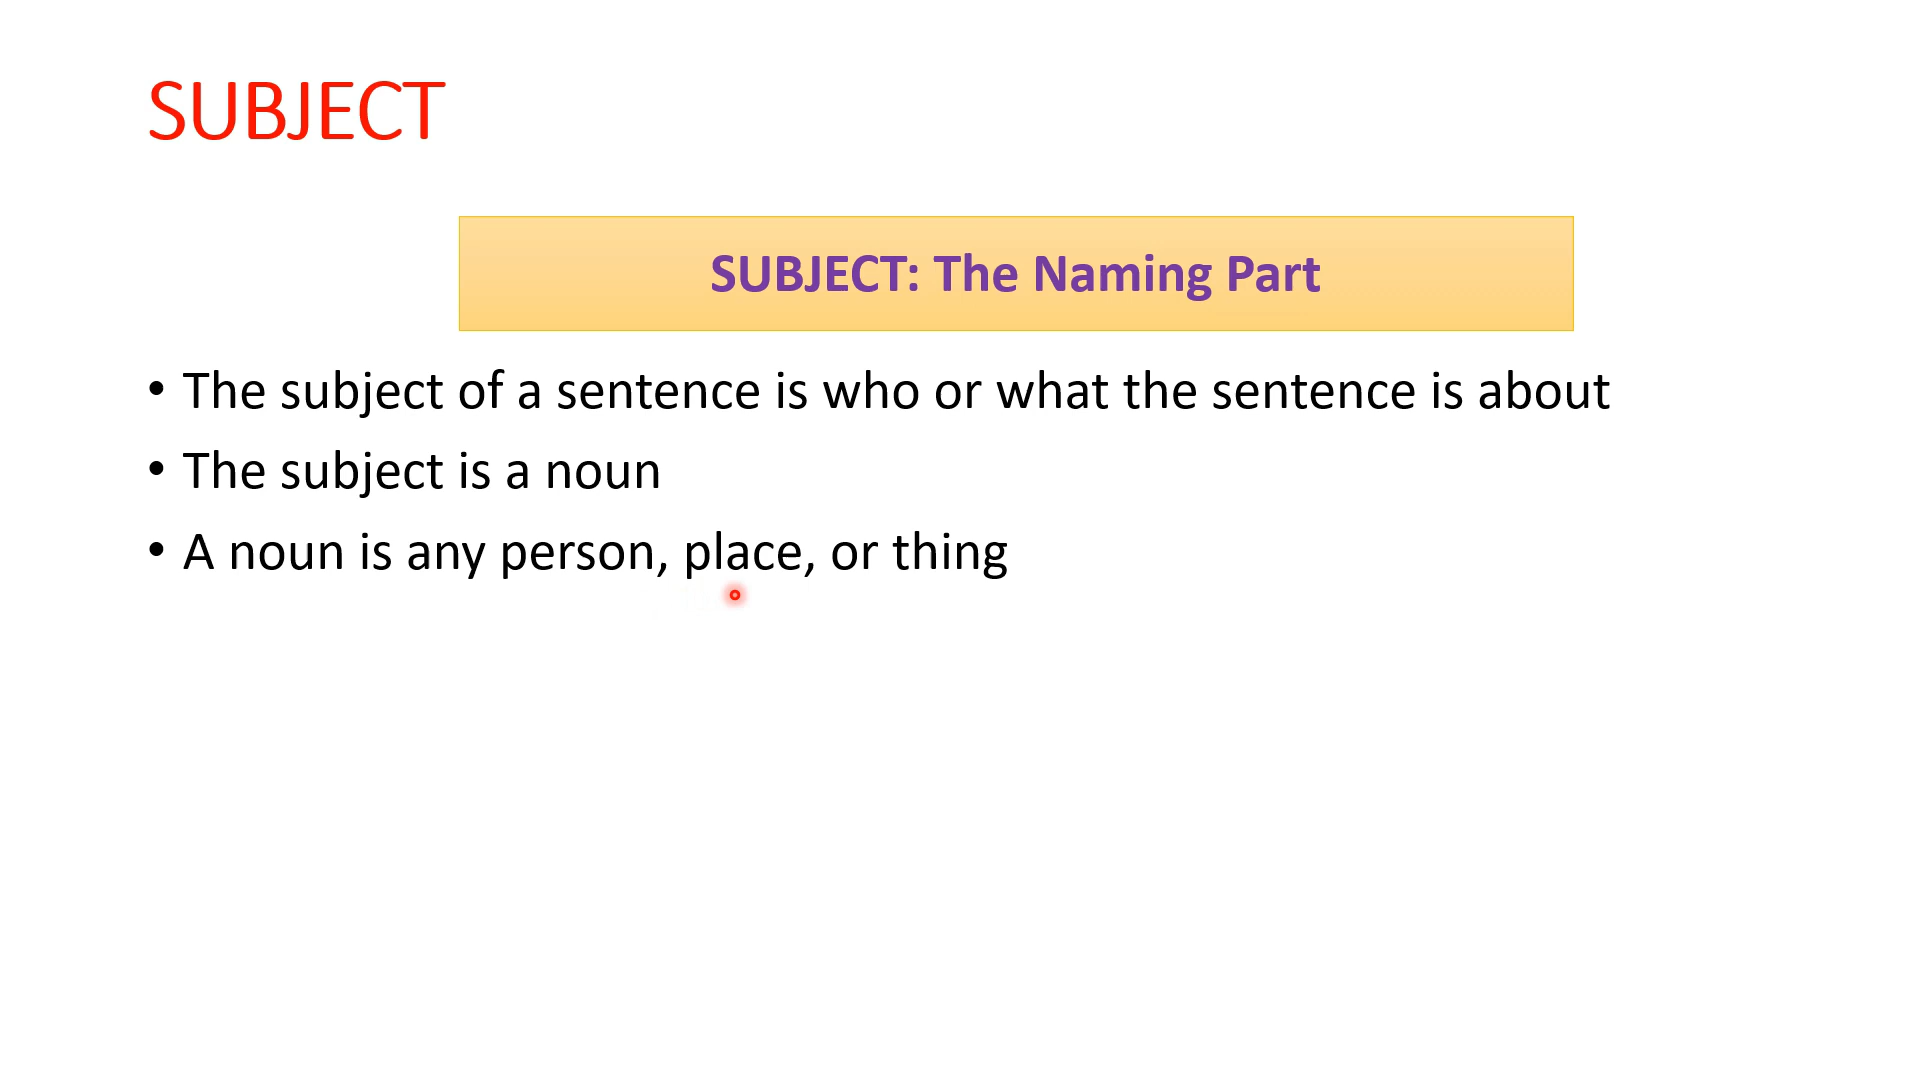 SUBJECT
SUBJECT: The Naming Part
• The subject of a sentence is who or what the sentence is about
• The subject is a noun
• A noun is any person, place, or thing